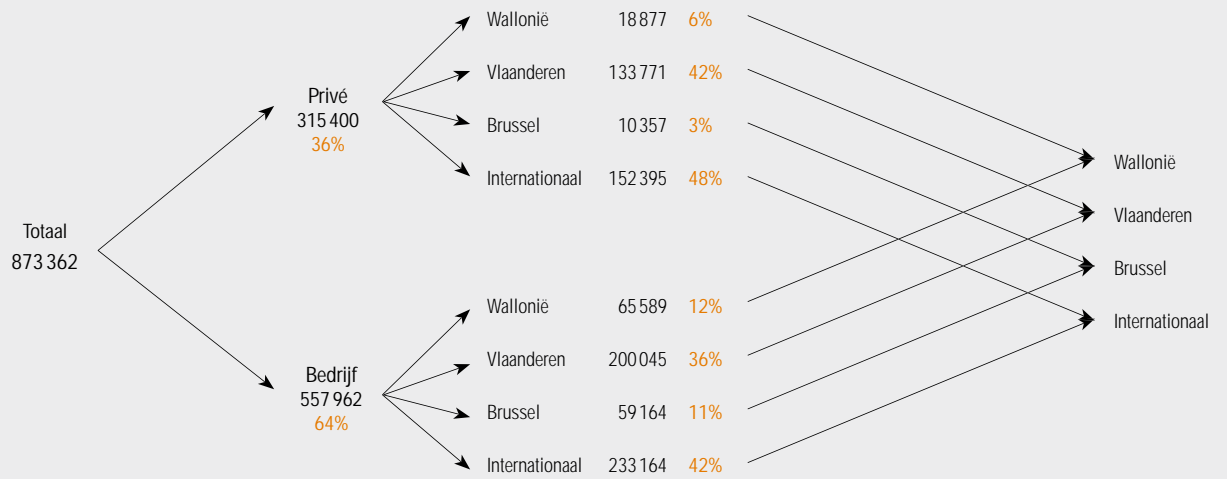 Totaal
873 362
Privé
315 400
36%
Bedrijf
557 962
64%
Wallonië 18 877 6%
Vlaanderen 133 771 42%
Brussel 10 357 3%
Internationaal 152 395 48%
Wallonië 65 589 12%
Vlaanderen 200 045 36%
Brussel 59 164 11%
Internationaal 233 164 42%
Wallonië
Vlaanderen
Brussel
Internationaal